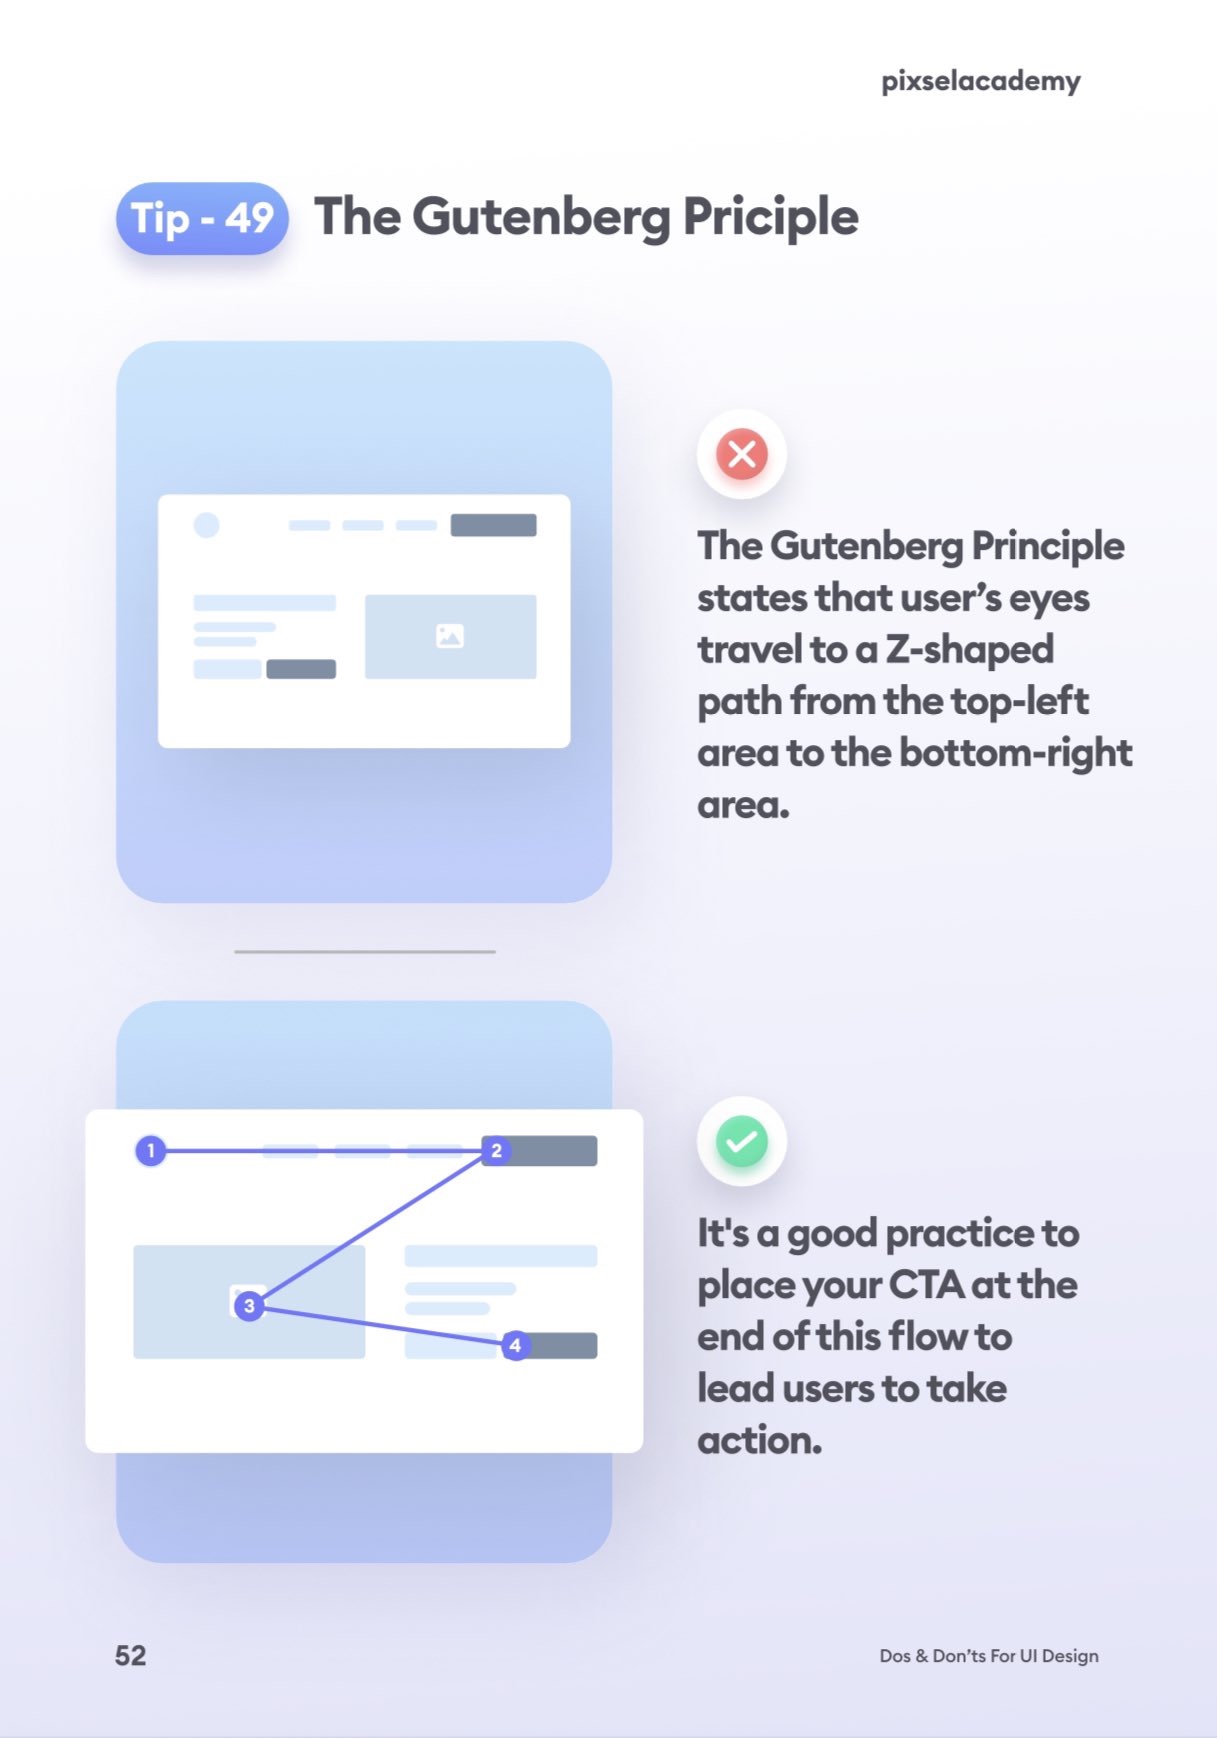 pixselacademy
Tip - 49
The Gutenberg Priciple
The Gutenberg Principle
states that user’s eyes
travel to a Z-shaped
path from the top-left
area to the bottom-right
area.
1
2
3
4
It's a good practice to
place your CTA at the
end of this flow to
lead users to take
action.
52
Dos & Don’ts For UI Design